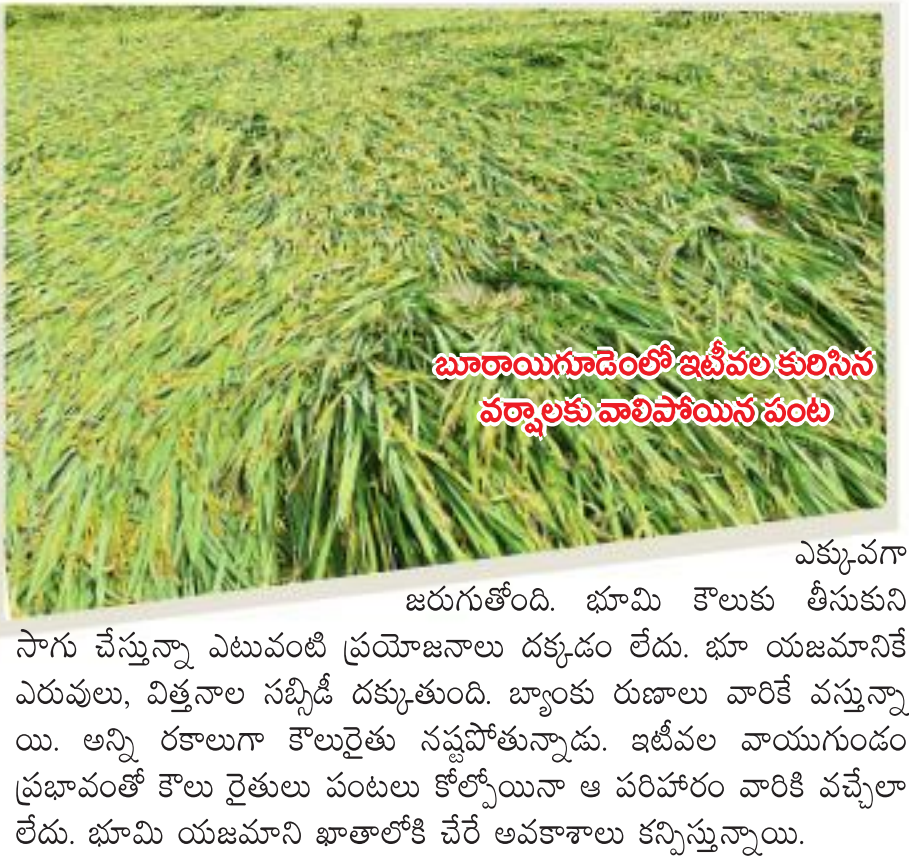 బూరాయిగూడెంలో ఇటీవల కురిసిన
వర్షాలకు వాలిపోయిన పంట
ఎక్కువగా
జరుగుతోంది. భూమి కౌలుకు తీసుకుని
సాగు చేస్తున్నా ఎటువంటి ప్రయోజనాలు దక్కడం లేదు. భూ యజమానికే
ఎరువులు, విత్తనాల సబ్సిడీ దక్కుతుంది. బ్యాంకు రుణాలు వారికే వస్తున్నా
యి. అన్ని రకాలుగా కౌలురైతు నష్టపోతున్నాడు. ఇటీవల వాయుగుండం
ప్రభావంతో కౌలు రైతులు పంటలు కోల్పోయినా ఆ పరిహారం వారికి వచ్చేలా
లేదు. భూమి యజమాని ఖాతాలోకి చేరే అవకాశాలు కన్పిస్తున్నాయి.